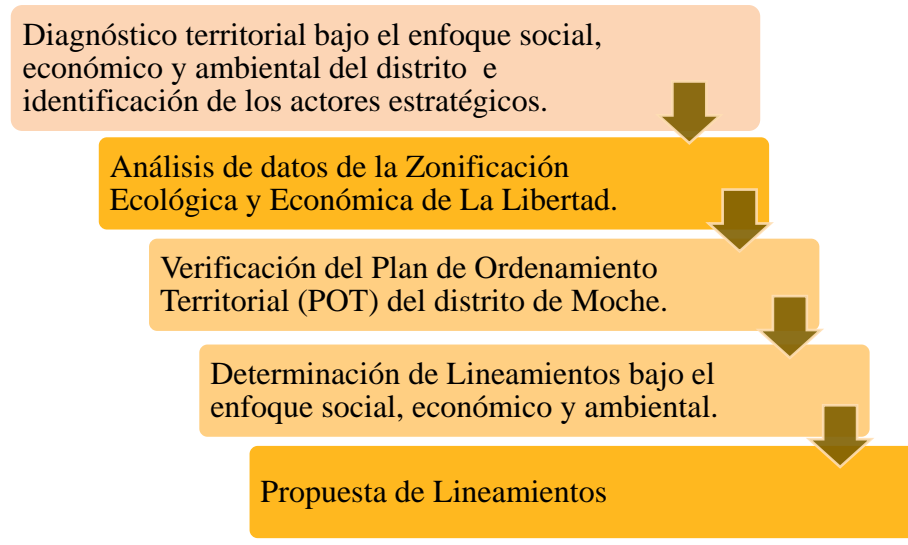 Diagnóstico territorial bajo el enfoque social,
económico y ambiental del distrito e
identificación de los actores estratégicos.
Análisis de datos de la Zonificación
Ecológica y Económica de La Libertad.
Verificación del Plan de Ordenamiento
Territorial (POT) del distrito de Moche.
Determinación de Lineamientos bajo el
enfoque social, económico y ambiental.
Propuesta de Lineamientos